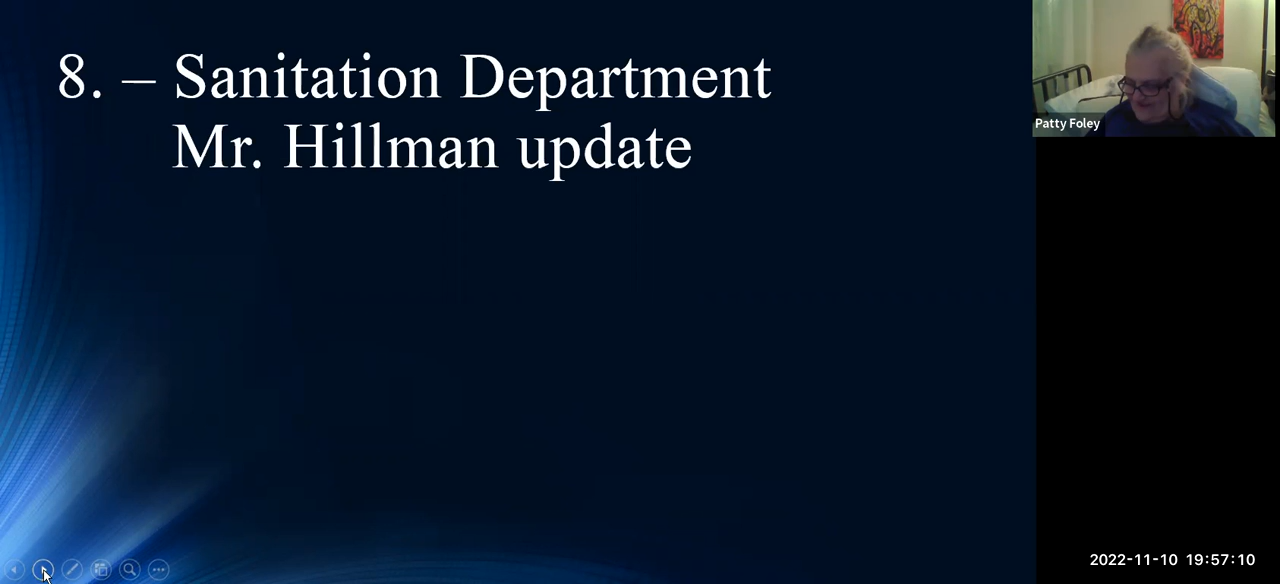 8. – Sanitation Department
Mr. Hillman update
Patty Foley
2022-11-10 19:57:10